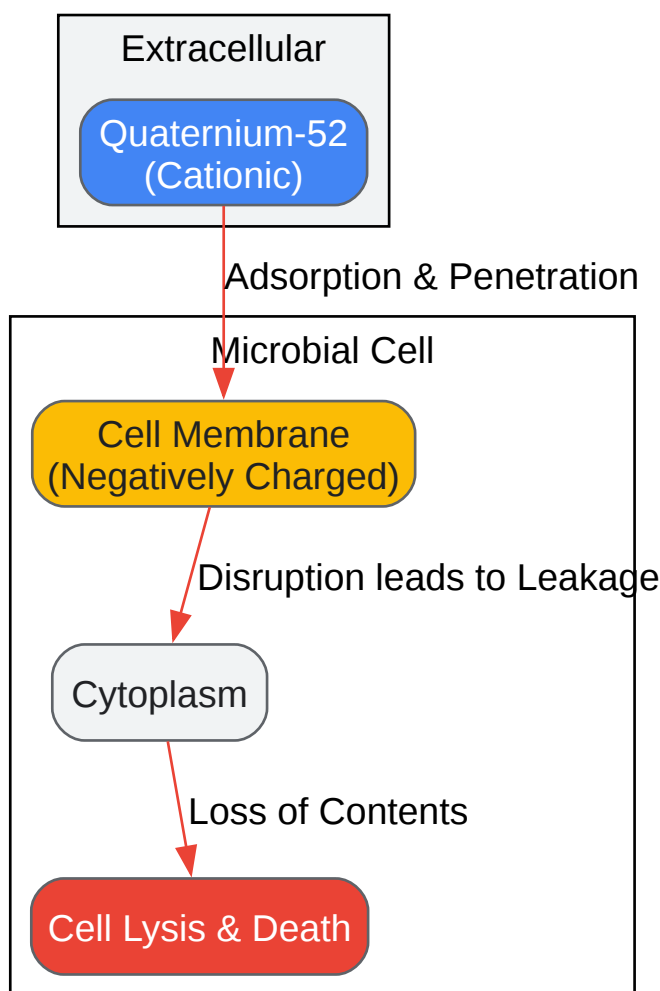 Extracellular
Quaternium-52
(Cationic)
Adsorption & Penetration
Microbial Cell
Cell Membrane
(Negatively Charged)
Disruption leads to Leakage
Cytoplasm
Loss of Contents
Cell Lysis & Death